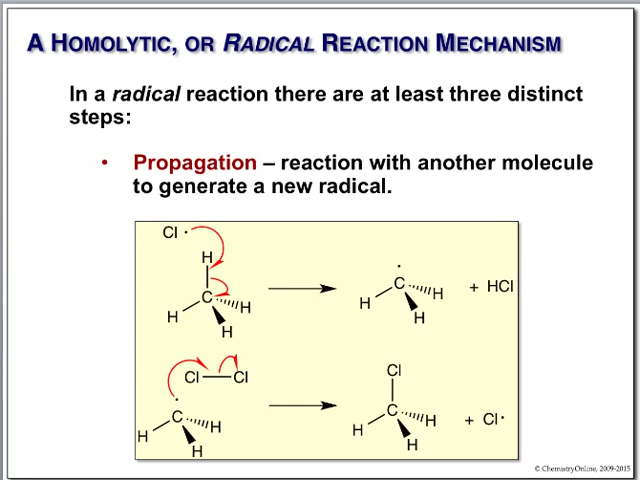 A HOMOLYTIC, OR RADICAL REACTION MECHANISM
In a radical reaction there are at least three distinct
steps:
• Propagation – reaction with another molecule
to generate a new radical.
Cl·
H
C
H
H
H
·
C
H
H
H
+ HCl
Cl—Cl
·
C
H
H
H
Cl
C
H
H
H
+ Cl·
© ChemistryOnline, 2009-2015